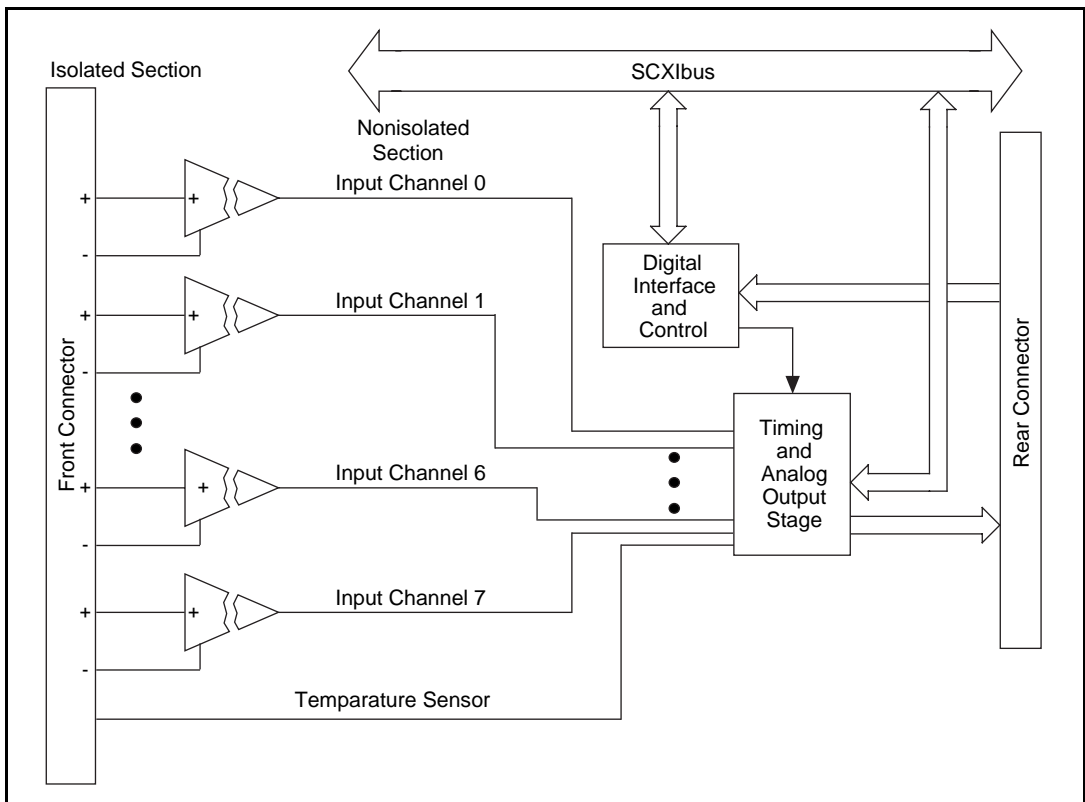 Isolated Section
SCXIbus
Nonisolated
Section
Input Channel 0
+
+
-
Digital
Interface
and
Control
Input Channel 1
+
+
-
Front Connector
Rear Connector
Timing
and
Analog
Output
Stage
Input Channel 6
+
+
-
Input Channel 7
+
+
-
Temparature Sensor